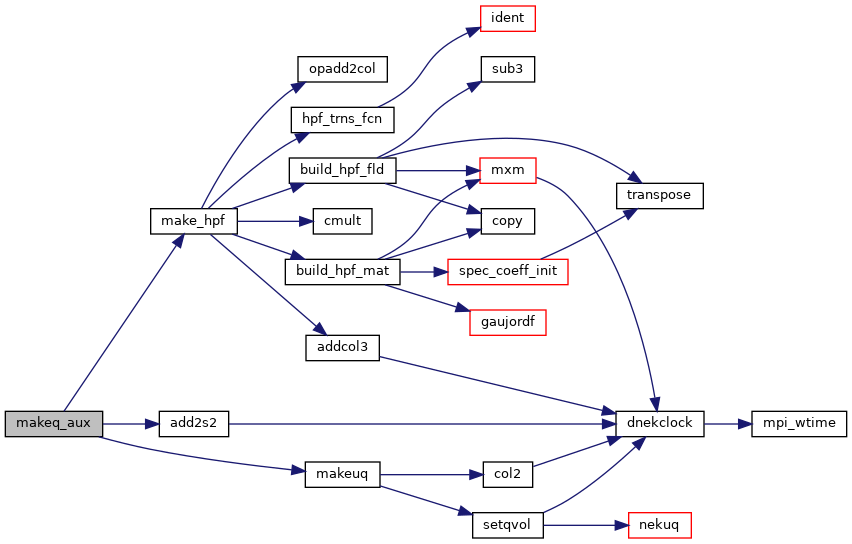 ident
opadd2col
sub3
hpf_trns_fcn
build_hpf_fld
mxm
transpose
make_hpf
cmult
copy
build_hpf_mat
spec_coeff_init
gaujordf
addcol3
makeq_aux
add2s2
dnekclock
mpi_wtime
makeuq
col2
setqvol
nekuq